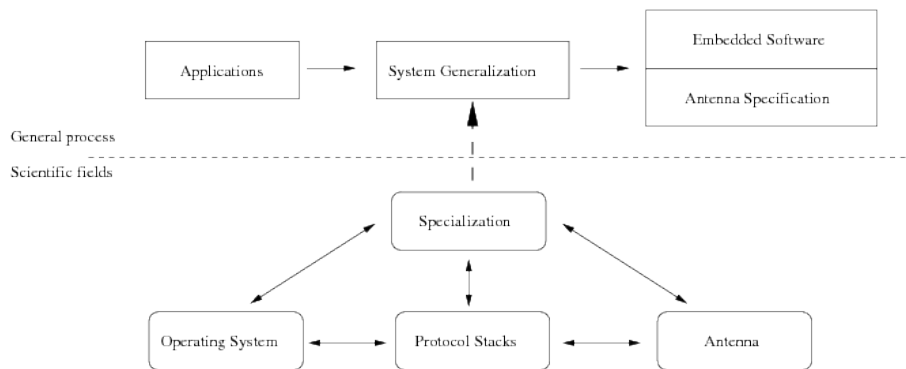 Embedded Software
Applications
System Generalization
Antenna Specification
General process
Scientific fields
Specialization
Operating System
Protocol Stacks
Antenna